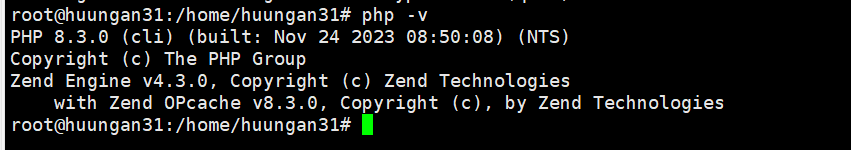 root@huungan31:/home/huungan31# php -v
PHP 8.3.0 (cli) (built: Nov 24 2023 08:50:08) (NTS)
Copyright (c) The PHP Group
Zend Engine v4.3.0, Copyright (c) Zend Technologies
    with Zend OPcache v8.3.0, Copyright (c), by Zend Technologies
root@huungan31:/home/huungan31#